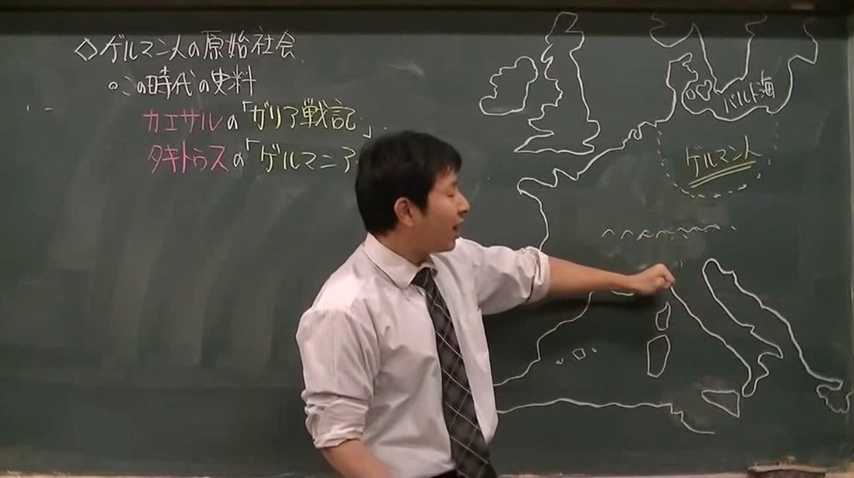 ◇ゲルマン人の原始社会
○この時代の史料
カエサルの「ガリア戦記」
タキトゥスの「ゲルマニア
バルト海
ゲルマン人